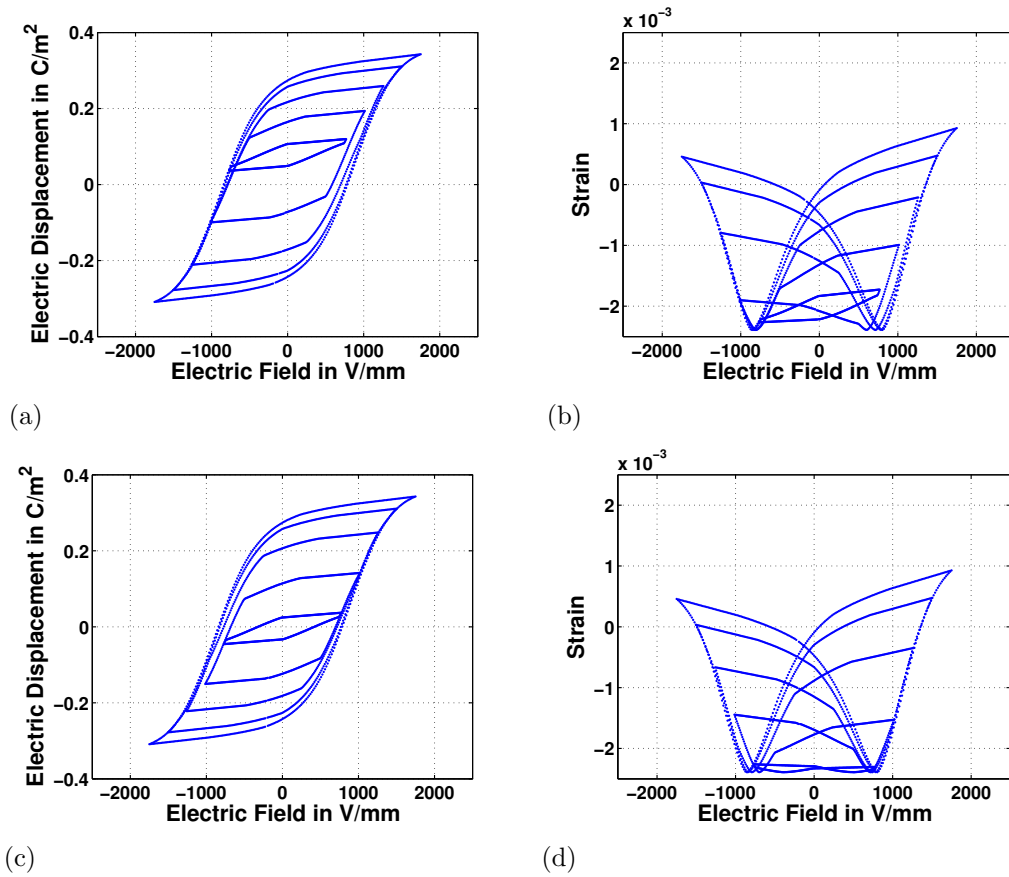 0.4
0.2
0
−0.2
−0.4
Electric Displacement in C/m²
−2000 −1000 0 1000 2000
Electric Field in V/mm
(a)
x 10⁻³
2
1
0
−1
−2
Strain
−2000 −1000 0 1000 2000
Electric Field in V/mm
(b)
0.4
0.2
0
−0.2
−0.4
Electric Displacement in C/m²
−2000 −1000 0 1000 2000
Electric Field in V/mm
(c)
x 10⁻³
2
1
0
−1
−2
Strain
−2000 −1000 0 1000 2000
Electric Field in V/mm
(d)